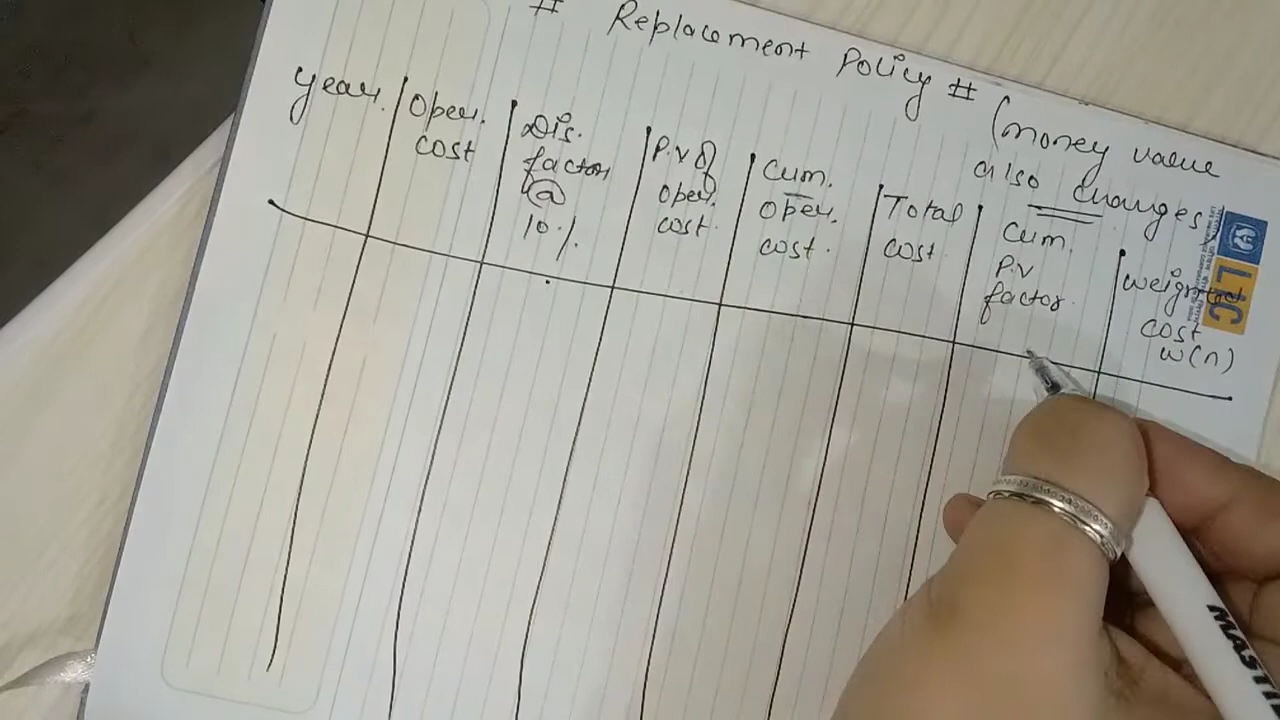 # Replacement Policy #
(money value
also changes
year.
Oper.
cost
Dis.
factor
@
10%
P.V of
oper.
cost.
Cum.
Oper.
cost.
Total
cost
Cum.
P.V
factor.
cost
w(n)
LIC